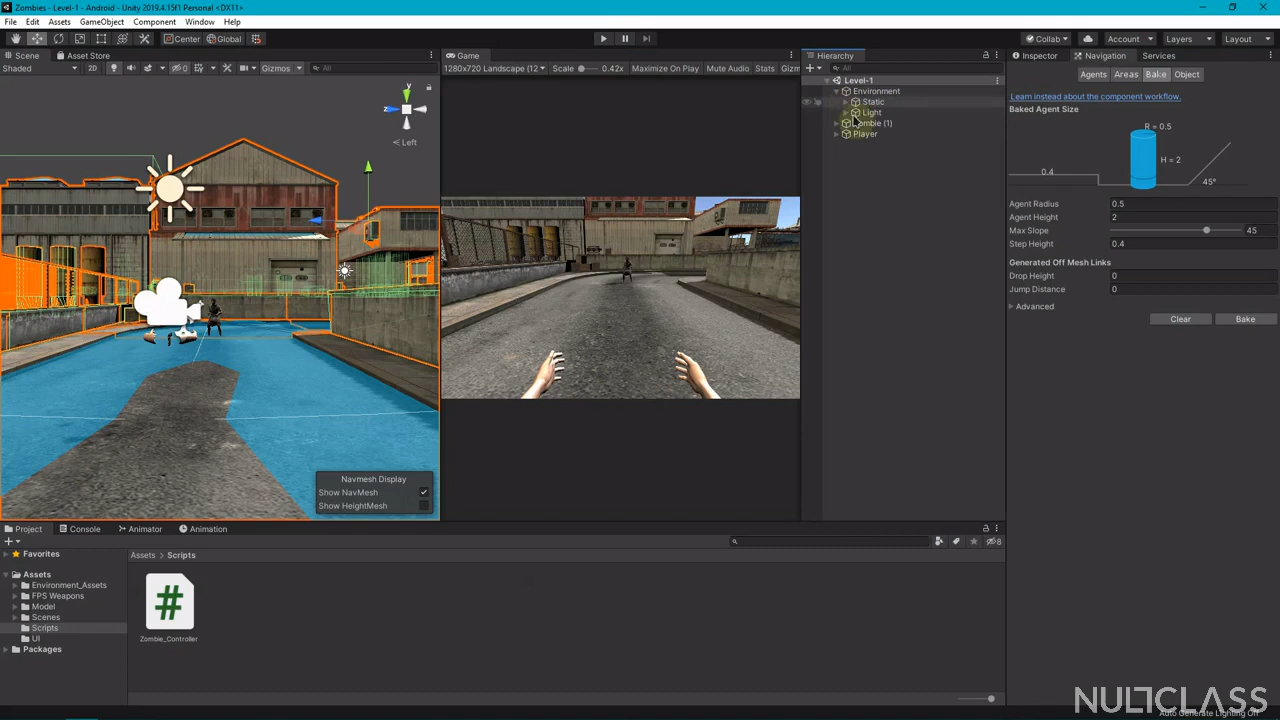 Zombies - Level-1 - Android - Unity 2019.4.15f1 Personal <DX11>
File Edit Assets GameObject Component Window Help
Center Global Collab Account Layers Layout
Scene Asset Store Game Hierarchy Inspector Navigation Services
Shaded 2D 0 Gizmos All 1280x720 Landscape (12 Scale 0.42x Maximize On Play Mute Audio Stats Gizm All
Agents Areas Bake Object
Level-1
Environment
Static
Light
Zombie (1)
Player
y
z
Left
Learn instead about the component workflow.
Baked Agent Size
R = 0.5
0.4
H = 2
45°
Agent Radius 0.5
Agent Height 2
Max Slope 45
Step Height 0.4
Generated Off Mesh Links
Drop Height 0
Jump Distance 0
Advanced
Clear Bake
Navmesh Display
Show NavMesh
Show HeightMesh
Project Console Animator Animation
8
Favorites
Assets
Environment_Assets
FPS Weapons
Model
Scenes
Scripts
UI
Packages
Assets > Scripts
#
Zombie_Controller
NULLCLASS
Auto Generate Lighting Off